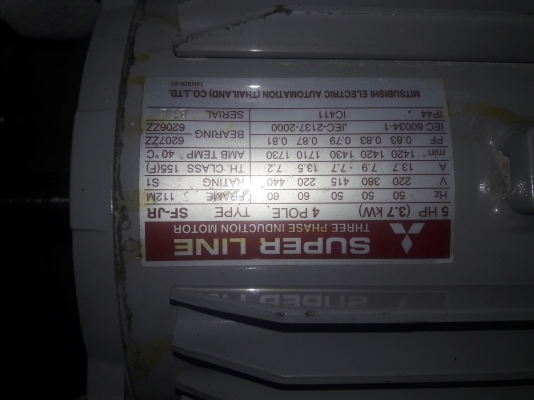 SUPER LINE
THREE PHASE INDUCTION MOTOR
5 HP (3.7 kW) 4 POLE TYPE SF-JR
Hz 50 50 50 60 60 FRAME 112M
V 220 380 415 220 440 RATING S1
A 13.7 7.9 7.7 13.5 7.2 TH.CLASS 155(F)
min⁻¹ 1420 1420 1430 1710 1730 AMB TEMP 40 °C
PF 0.83 0.83 0.79 0.87 0.81 BEARING 6207ZZ
IEC 60034-1 JEC-2137-2000 6206ZZ
IP44 IC411 SERIAL
MITSUBISHI ELECTRIC AUTOMATION (THAILAND) CO.,LTD.
SUPER LINE